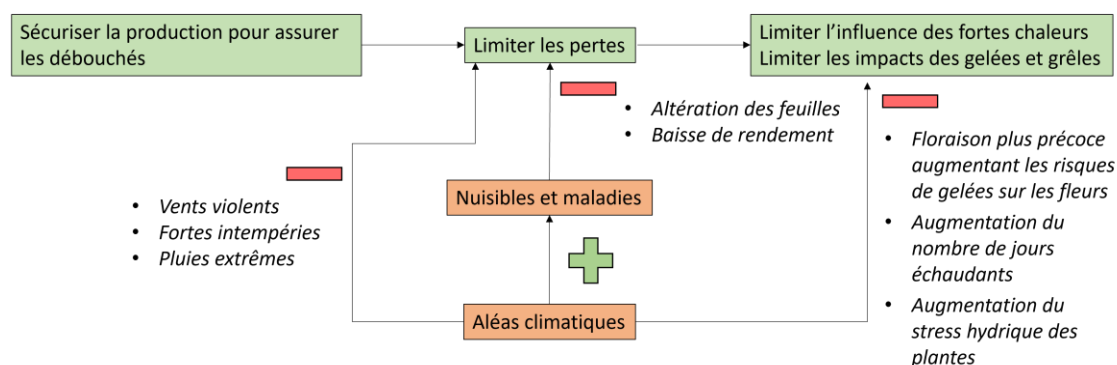 Sécuriser la production pour assurer
les débouchés
Limiter les pertes
Limiter l'influence des fortes chaleurs
Limiter les impacts des gelées et grêles
• Altération des feuilles
• Baisse de rendement
• Vents violents
• Fortes intempéries
• Pluies extrêmes
Nuisibles et maladies
Aléas climatiques
• Floraison plus précoce
augmentant les risques
de gelées sur les fleurs
• Augmentation du
nombre de jours
échaudants
• Augmentation du
stress hydrique des
plantes